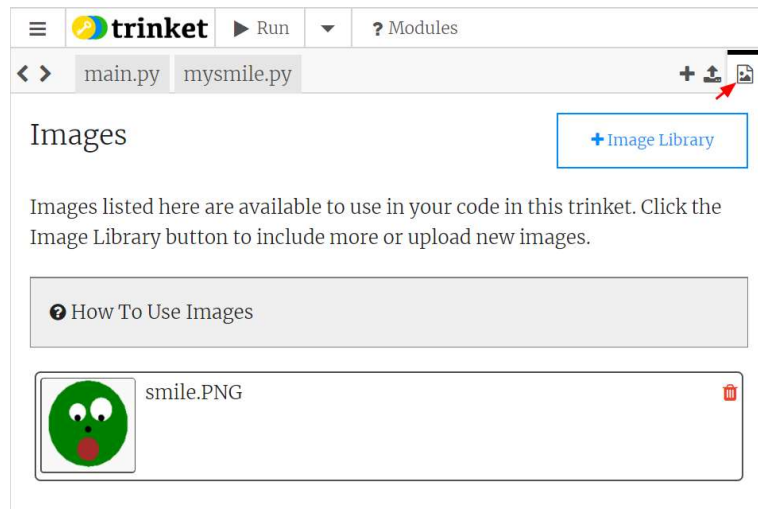 trinket Run ? Modules
main.py mysmile.py
Images
Image Library
Images listed here are available to use in your code in this trinket. Click the
Image Library button to include more or upload new images.
How To Use Images
smile.PNG